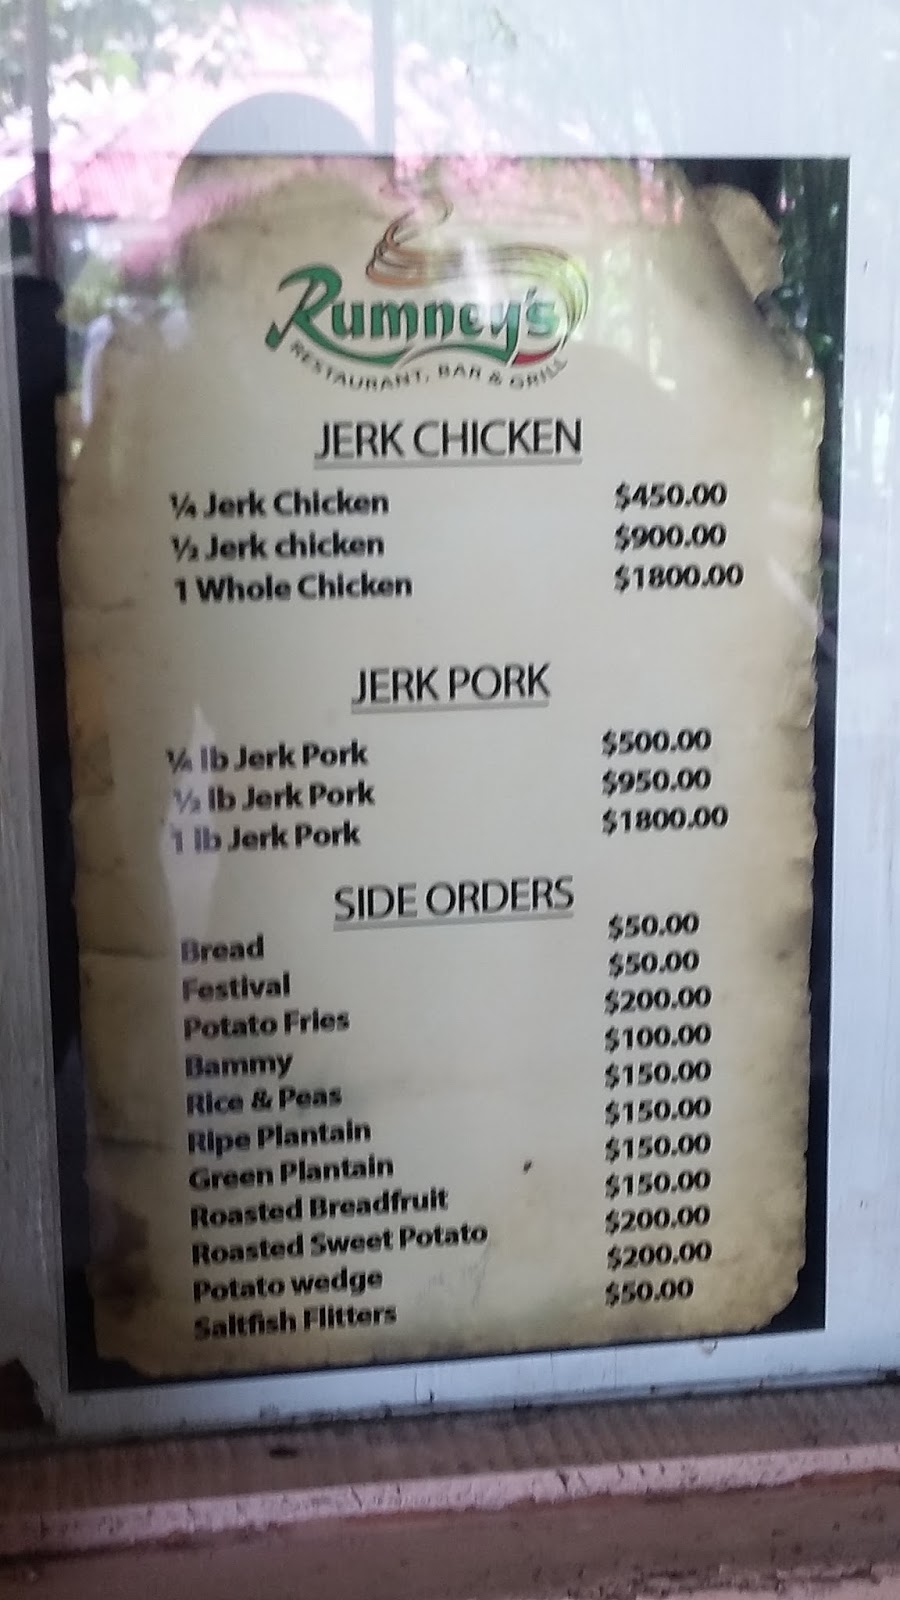 Rumney's
RESTAURANT, BAR & GRILL
JERK CHICKEN
¼ Jerk Chicken $450.00
½ Jerk chicken $900.00
1 Whole Chicken $1800.00
JERK PORK
¼ lb Jerk Pork $500.00
½ lb Jerk Pork $950.00
1 lb Jerk Pork $1800.00
SIDE ORDERS
Bread $50.00
Festival $50.00
Potato Fries $200.00
Bammy $100.00
Rice & Peas $150.00
Ripe Plantain $150.00
Green Plantain $150.00
Roasted Breadfruit $150.00
Roasted Sweet Potato $200.00
Potato wedge $200.00
Saltfish Flitters $50.00